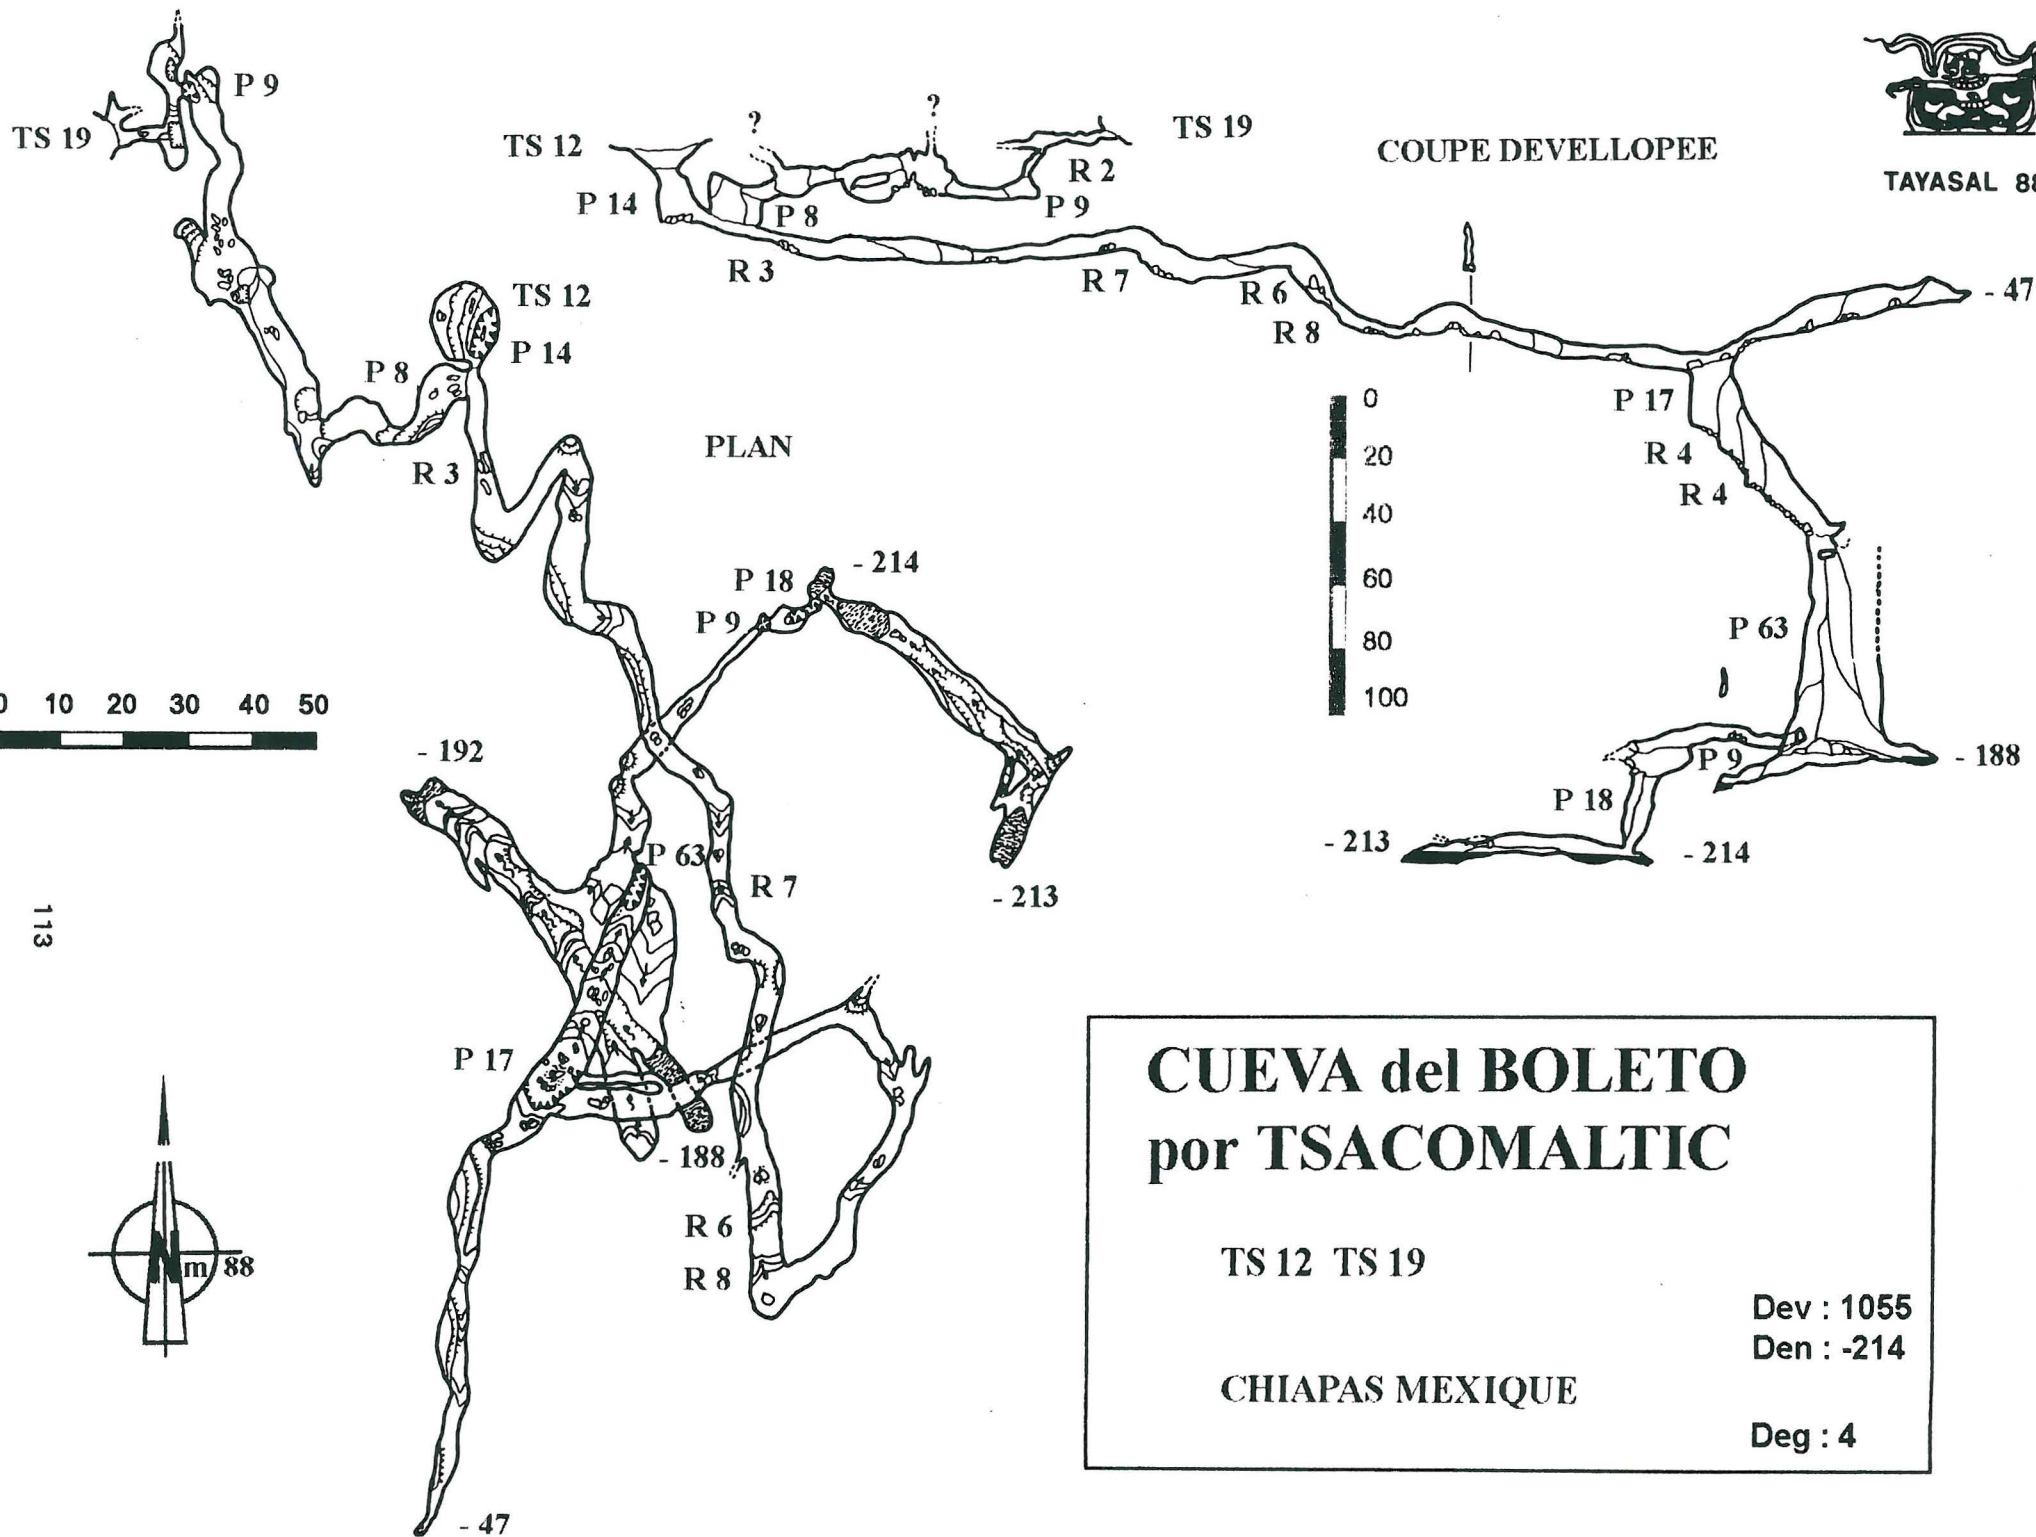 P 9
TS 19
TS 12
P 14
P 8
R 3
PLAN
P 18
- 214
P 9
0 10 20 30 40 50
- 192
P 63
R 7
- 213
113
P 17
- 188
R 6
R 8
N
m 88
- 47
?
?
TS 12
TS 19
R 2
P 14
P 8
P 9
COUPE DEVELLOPEE
TAYASAL 88
R 3
R 7
R 6
R 8
- 47
0
20
40
60
80
100
P 17
R 4
R 4
P 63
P 9
- 188
P 18
- 213
- 214
CUEVA del BOLETO
por TSACOMALTIC
TS 12 TS 19
Dev : 1055
Den : -214
CHIAPAS MEXIQUE
Deg : 4